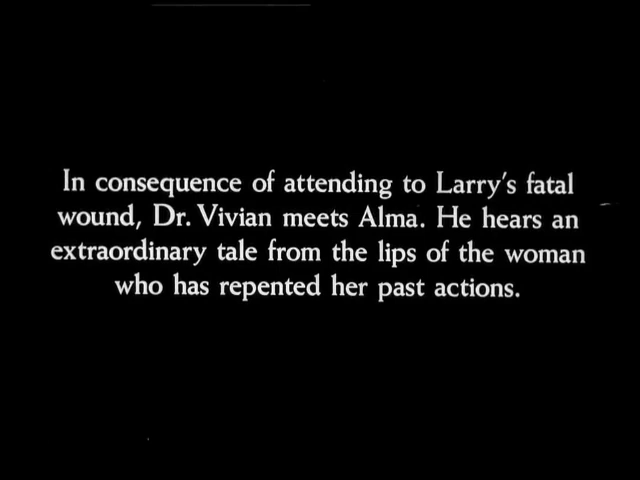 In consequence of attending to Larry's fatal
wound, Dr. Vivian meets Alma. He hears an
extraordinary tale from the lips of the woman
who has repented her past actions.